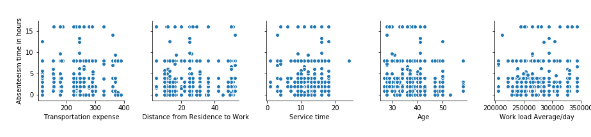 Absenteeism time in hours
15
10
5
0
200 300 400
Transportation expense
20 40
Distance from Residence to Work
0 10 20
Service time
30 40 50
Age
200000 250000 300000 350000
Work load Average/day